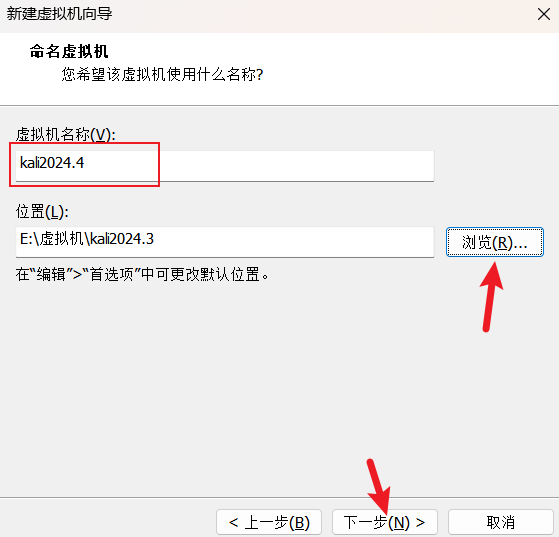 新建虚拟机向导
命名虚拟机
您希望该虚拟机使用什么名称?
虚拟机名称(V):
kali2024.4
位置(L):
E:\虚拟机\kali2024.3
浏览(R)...
在“编辑”>“首选项”中可更改默认位置。
< 上一步(B)
下一步(N) >
取消